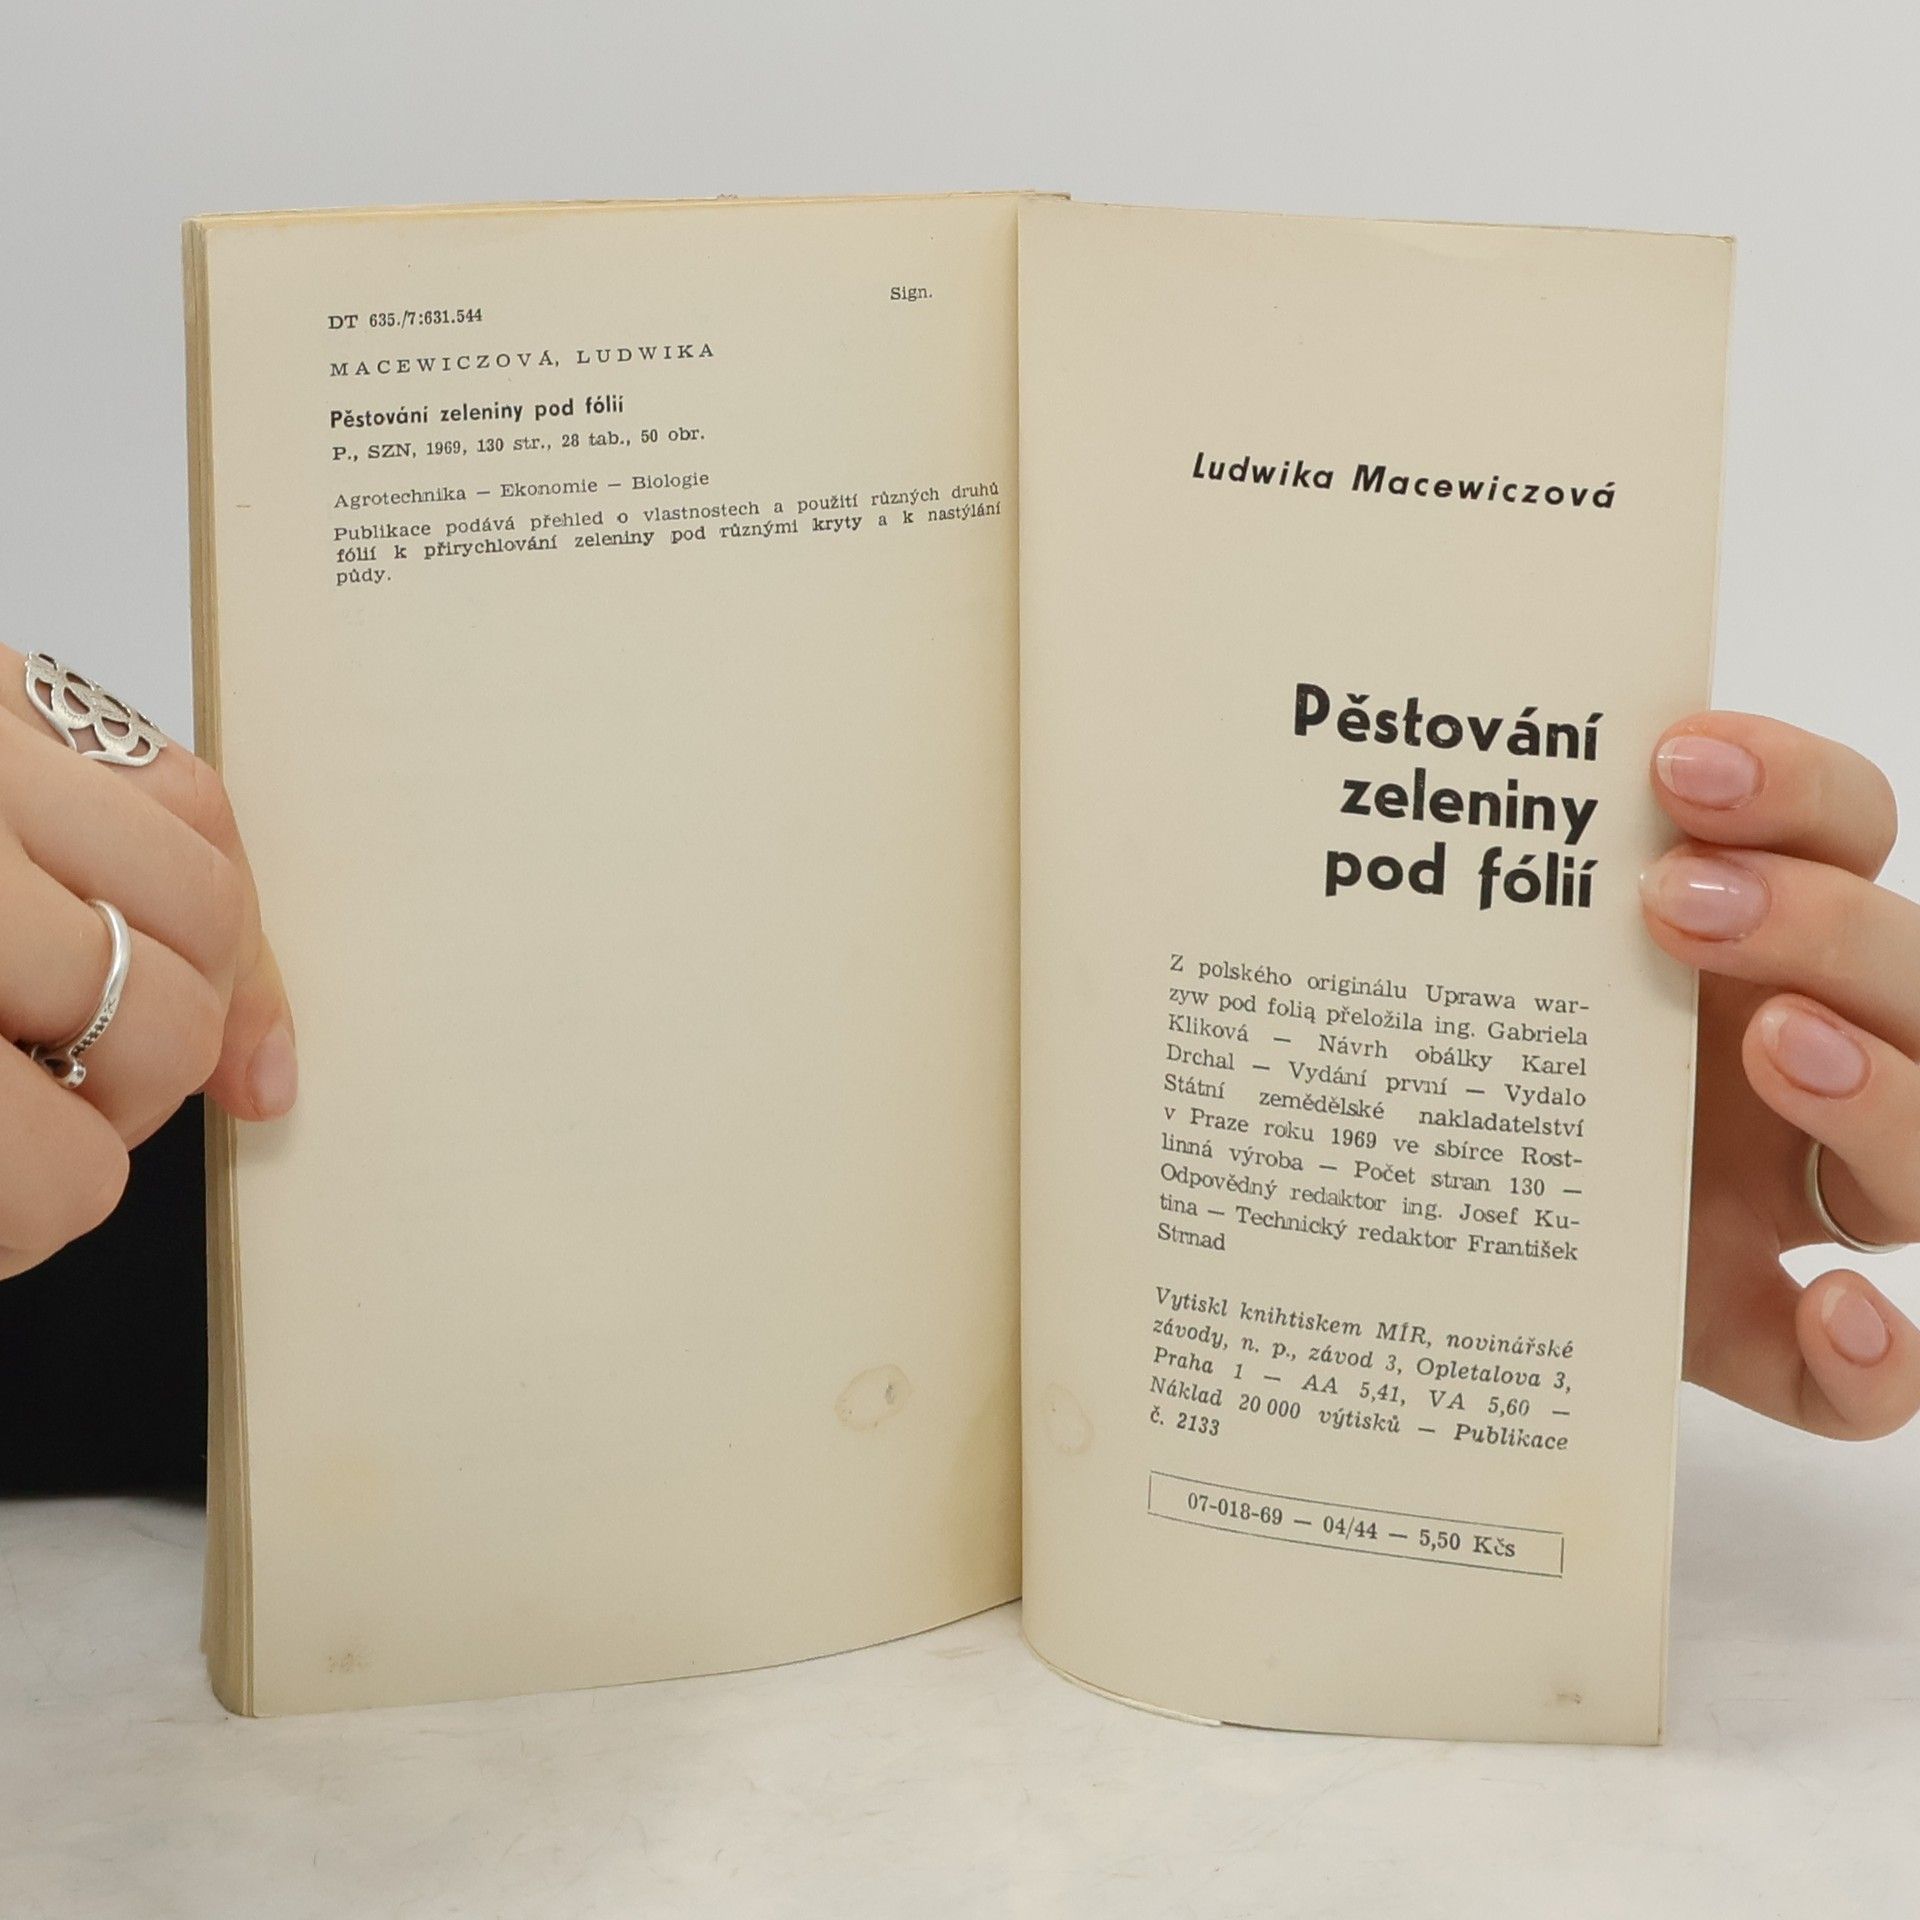 Sign.
DT 635./7:631.544
MACEWICZOVÁ, LUDWIKA
Pěstování zeleniny pod fólií
P., SZN, 1969, 130 str., 28 tab., 50 obr.
Agrotechnika — Ekonomie — Biologie
Publikace podává přehled o vlastnostech a použití různých druhů
fólií k přirychlování zeleniny pod různými kryty a k nastýlání
půdy.
Ludwika Macewiczová
Pěstování
zeleniny
pod fólií
Z polského originálu Uprawa war-
zyw pod folią přeložila ing. Gabriela
Kliková — Návrh obálky Karel
Drchal — Vydání první — Vydalo
Státní zemědělské nakladatelství
v Praze roku 1969 ve sbírce Rost-
linná výroba — Počet stran 130 —
Odpovědný redaktor ing. Josef Ku-
tina — Technický redaktor František
Strnad
Vytiskl knihtiskem MÍR, novinářské
závody, n. p., závod 3, Opletalova 3,
Praha 1 — AA 5,41, VA 5,60 —
Náklad 20 000 výtisků — Publikace
č. 2133
07-018-69 — 04/44 — 5,50 Kčs